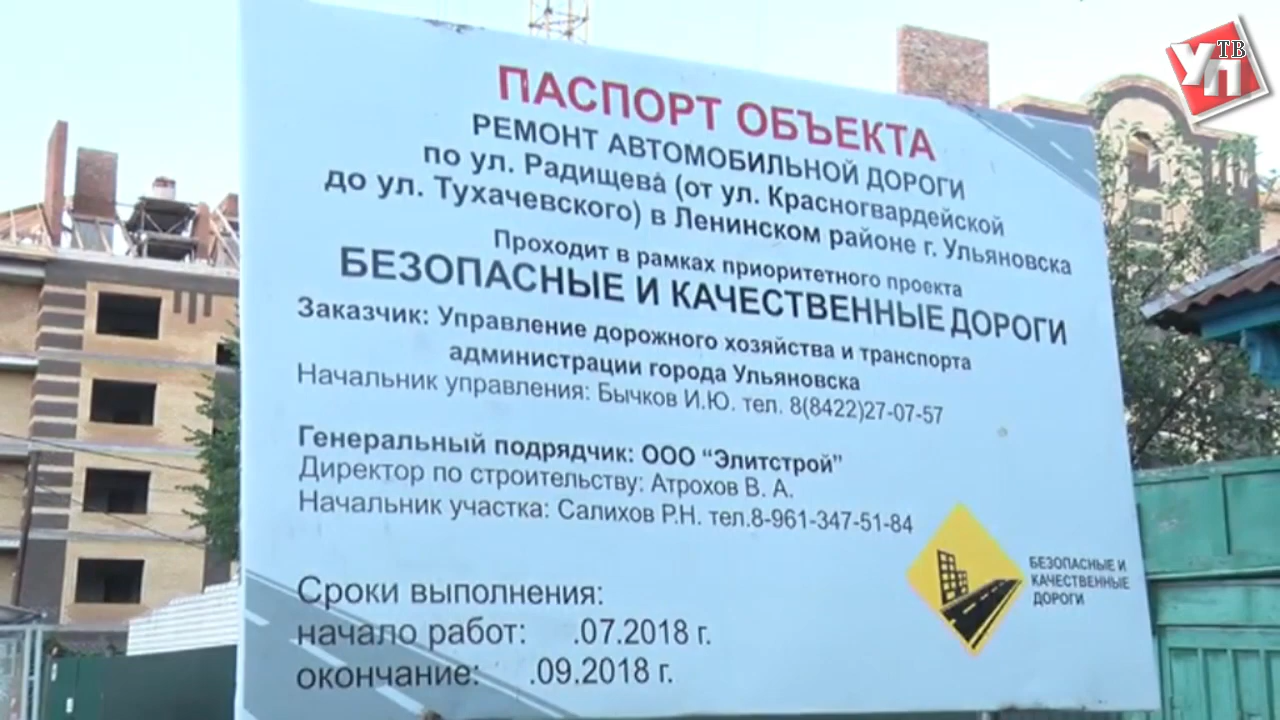 УП ТВ
ПАСПОРТ ОБЪЕКТА
РЕМОНТ АВТОМОБИЛЬНОЙ ДОРОГИ
по ул. Радищева (от ул. Красногвардейской
до ул. Тухачевского) в Ленинском районе г. Ульяновска
Проходит в рамках приоритетного проекта
БЕЗОПАСНЫЕ И КАЧЕСТВЕННЫЕ ДОРОГИ
Заказчик: Управление дорожного хозяйства и транспорта
администрации города Ульяновска
Начальник управления: Бычков И.Ю. тел. 8(8422)27-07-57
Генеральный подрядчик: ООО “Элитстрой”
Директор по строительству: Атрохов В. А.
Начальник участка: Салихов Р.Н. тел.8-961-347-51-84
БЕЗОПАСНЫЕ И
КАЧЕСТВЕННЫЕ
ДОРОГИ
Сроки выполнения:
начало работ: .07.2018 г.
окончание: .09.2018 г.